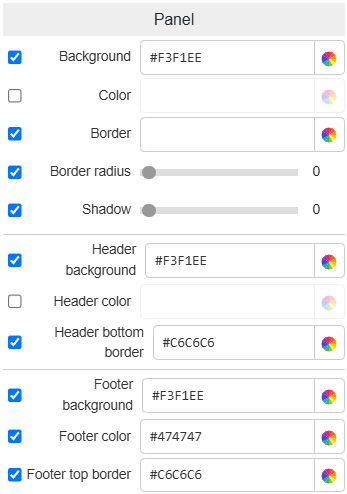 Panel
Background #F3F1EE
Color
Border
Border radius 0
Shadow 0
Header
background #F3F1EE
Header color
Header bottom
border #C6C6C6
Footer
background #F3F1EE
Footer color #474747
Footer top border #C6C6C6